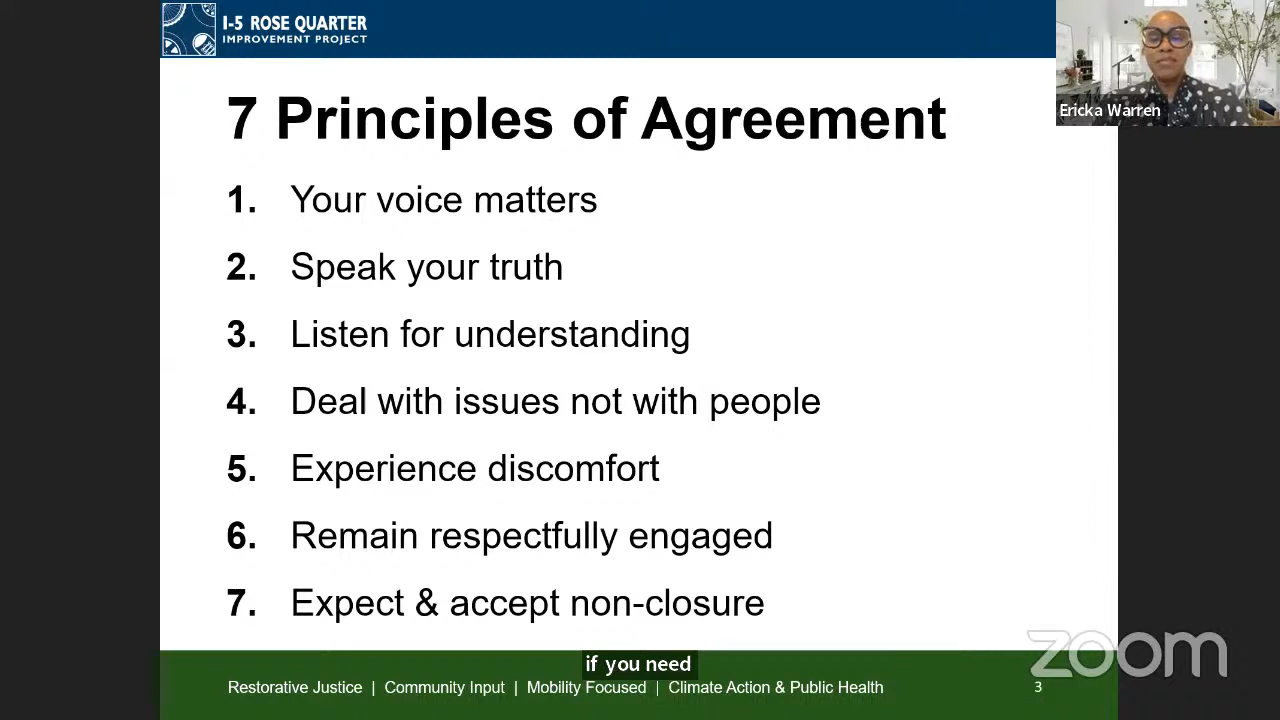 I-5 ROSE QUARTER
IMPROVEMENT PROJECT
Ericka Warren
7 Principles of Agreement
1. Your voice matters
2. Speak your truth
3. Listen for understanding
4. Deal with issues not with people
5. Experience discomfort
6. Remain respectfully engaged
7. Expect & accept non-closure
zoom
if you need
Restorative Justice | Community Input | Mobility Focused | Climate Action & Public Health
3